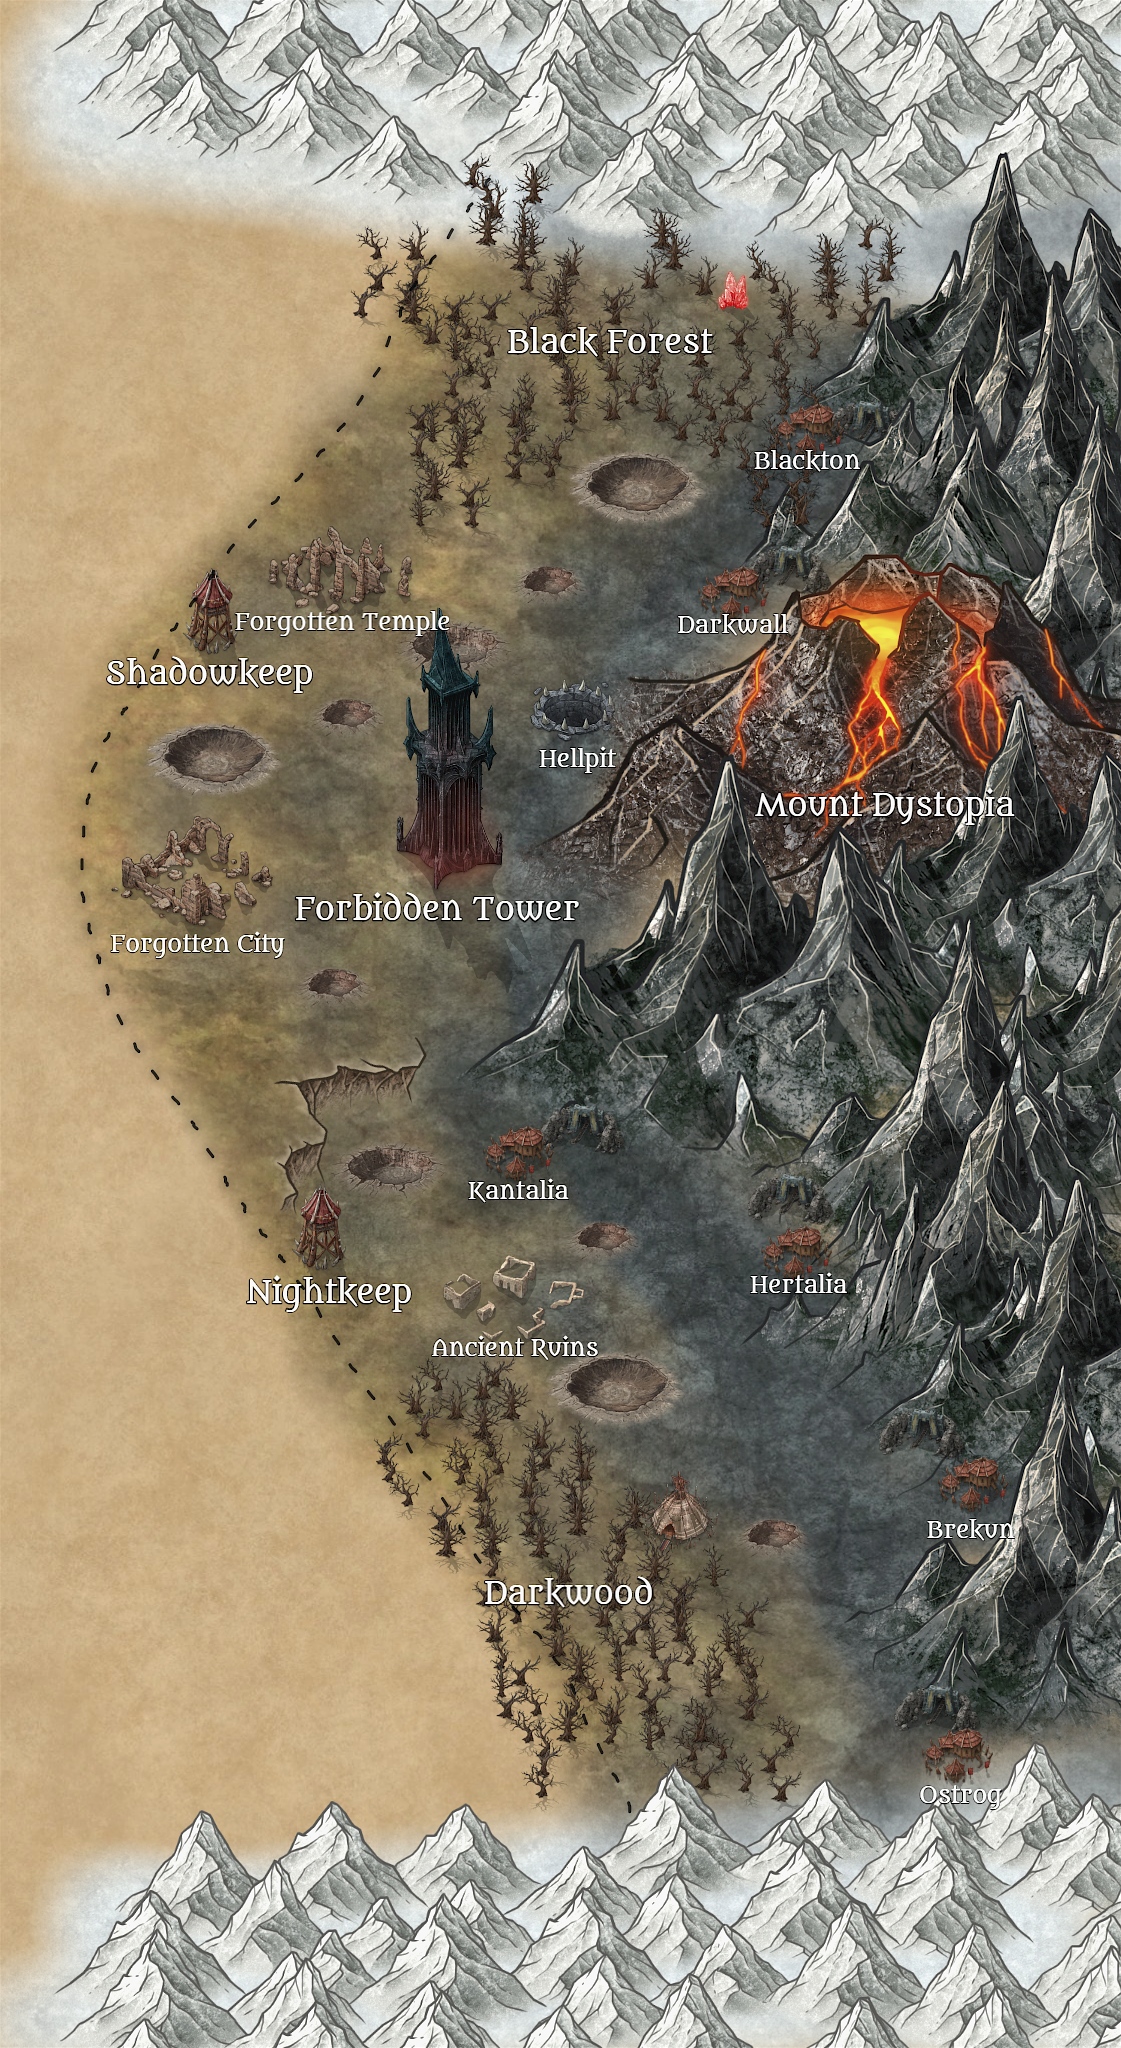 Black Forest
Blackton
Forgotten Temple
Darkwall
Shadowkeep
Hellpit
Mount Dystopia
Forbidden Tower
Forgotten City
Kantalia
Hertalia
Nightkeep
Ancient Ruins
Brekun
Darkwood
Ostrog